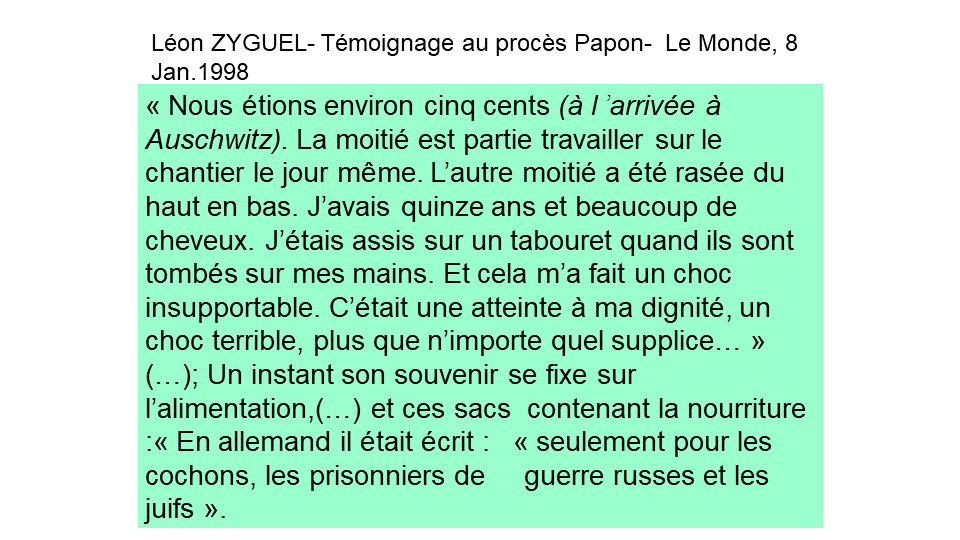 Léon ZYGUEL- Témoignage au procès Papon-  Le Monde, 8
Jan.1998
« Nous étions environ cinq cents (à l ’arrivée à
Auschwitz). La moitié est partie travailler sur le
chantier le jour même. L’autre moitié a été rasée du
haut en bas. J’avais quinze ans et beaucoup de
cheveux. J’étais assis sur un tabouret quand ils sont
tombés sur mes mains. Et cela m’a fait un choc
insupportable. C’était une atteinte à ma dignité, un
choc terrible, plus que n’importe quel supplice… »
(…); Un instant son souvenir se fixe sur
l’alimentation,(…) et ces sacs  contenant la nourriture
:« En allemand il était écrit :   « seulement pour les
cochons, les prisonniers de     guerre russes et les
juifs ».